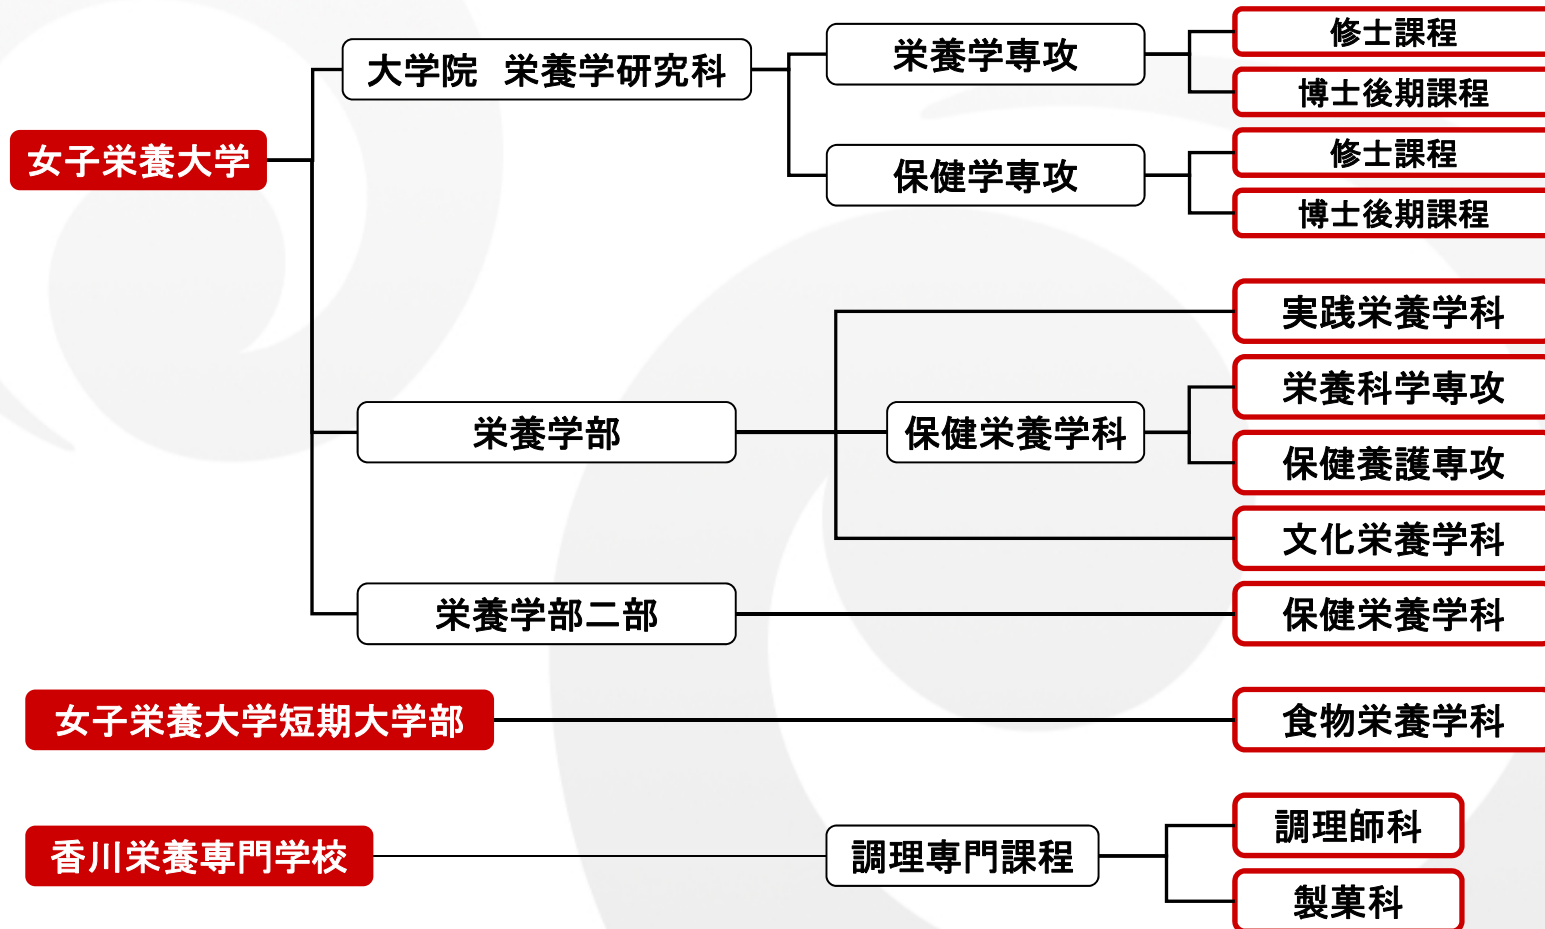 女子栄養大学
大学院　栄養学研究科
栄養学専攻
修士課程
博士後期課程
保健学専攻
修士課程
博士後期課程
栄養学部
実践栄養学科
保健栄養学科
栄養科学専攻
保健養護専攻
文化栄養学科
栄養学部二部
保健栄養学科
女子栄養大学短期大学部
食物栄養学科
香川栄養専門学校
調理専門課程
調理師科
製菓科